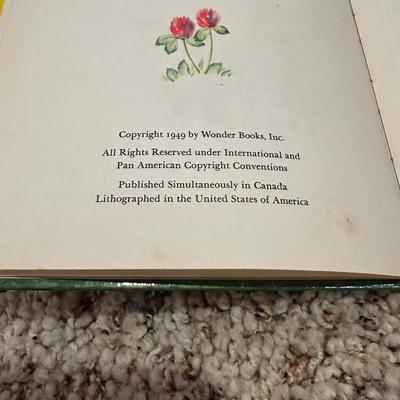 Copyright 1949 by Wonder Books, Inc.
All Rights Reserved under International and
Pan American Copyright Conventions
Published Simultaneously in Canada
Lithographed in the United States of America